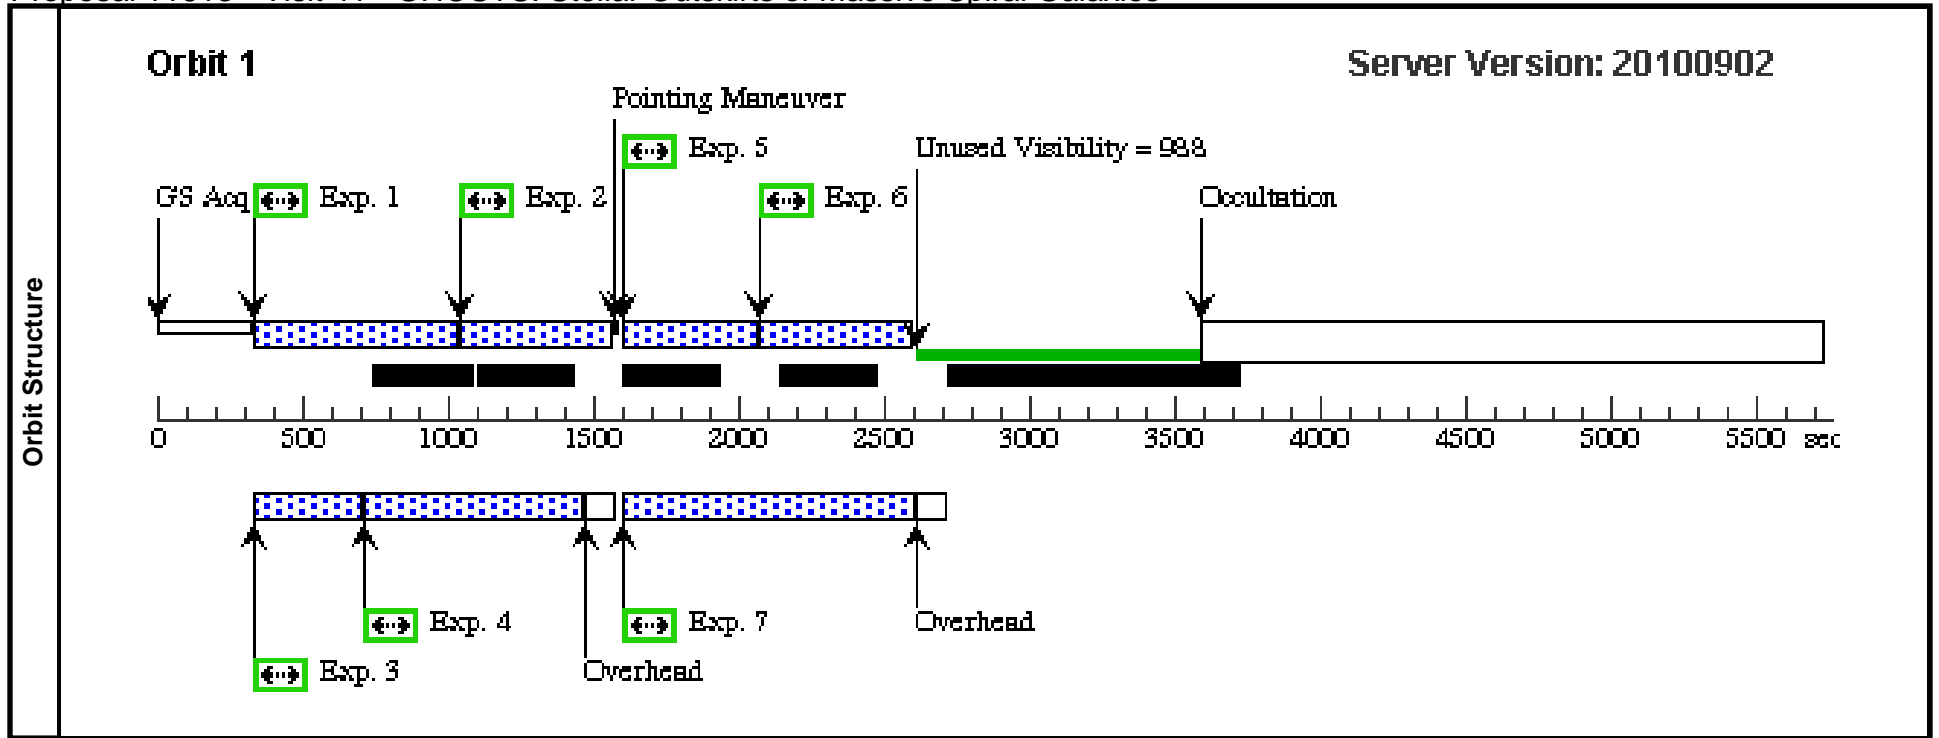 Orbit Structure
Orbit 1
Server Version: 20100902
Pointing Maneuver
Exp. 5
Unused Visibility = 988
GS Acq
Exp. 1
Exp. 2
Exp. 6
Occultation
0 500 1000 1500 2000 2500 3000 3500 4000 4500 5000 5500 sec
Exp. 4
Exp. 7
Overhead
Exp. 3
Overhead